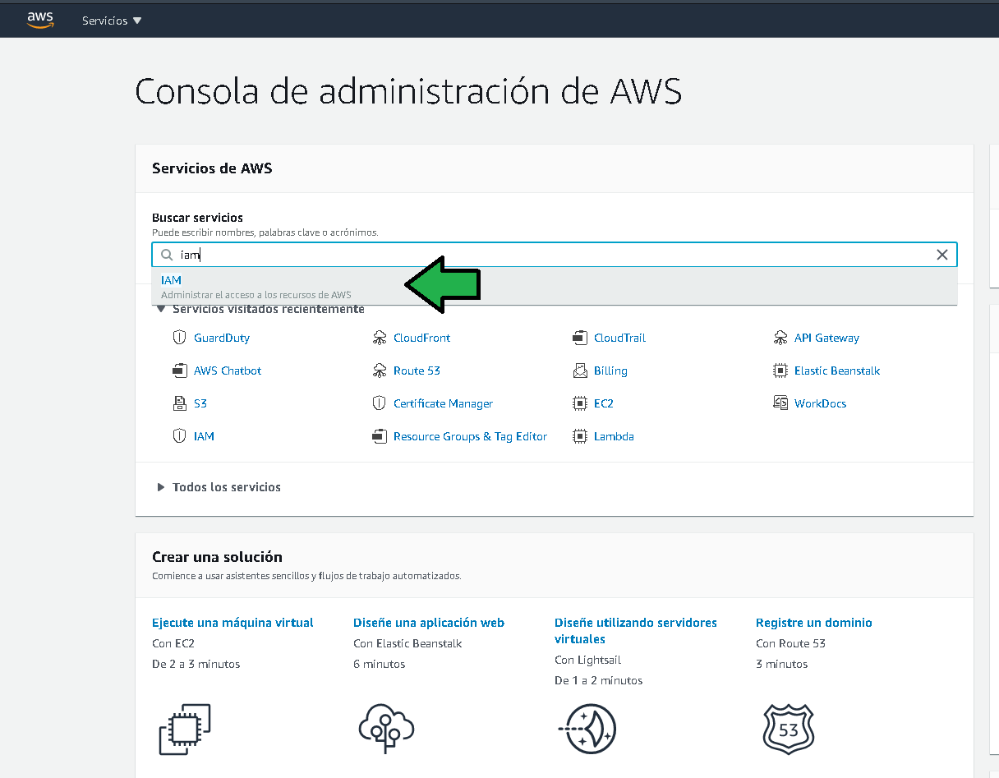 aws
Servicios
Consola de administración de AWS
Servicios de AWS
Buscar servicios
Puede escribir nombres, palabras clave o acrónimos.
iam
IAM
Administrar el acceso a los recursos de AWS
Servicios visitados recientemente
GuardDuty
CloudFront
CloudTrail
API Gateway
AWS Chatbot
Route 53
Billing
Elastic Beanstalk
S3
Certificate Manager
EC2
WorkDocs
IAM
Resource Groups & Tag Editor
Lambda
Todos los servicios
Crear una solución
Comience a usar asistentes sencillos y flujos de trabajo automatizados.
Ejecute una máquina virtual
Con EC2
De 2 a 3 minutos
Diseñe una aplicación web
Con Elastic Beanstalk
6 minutos
Diseñe utilizando servidores
virtuales
Con Lightsail
De 1 a 2 minutos
Registre un dominio
Con Route 53
3 minutos
53